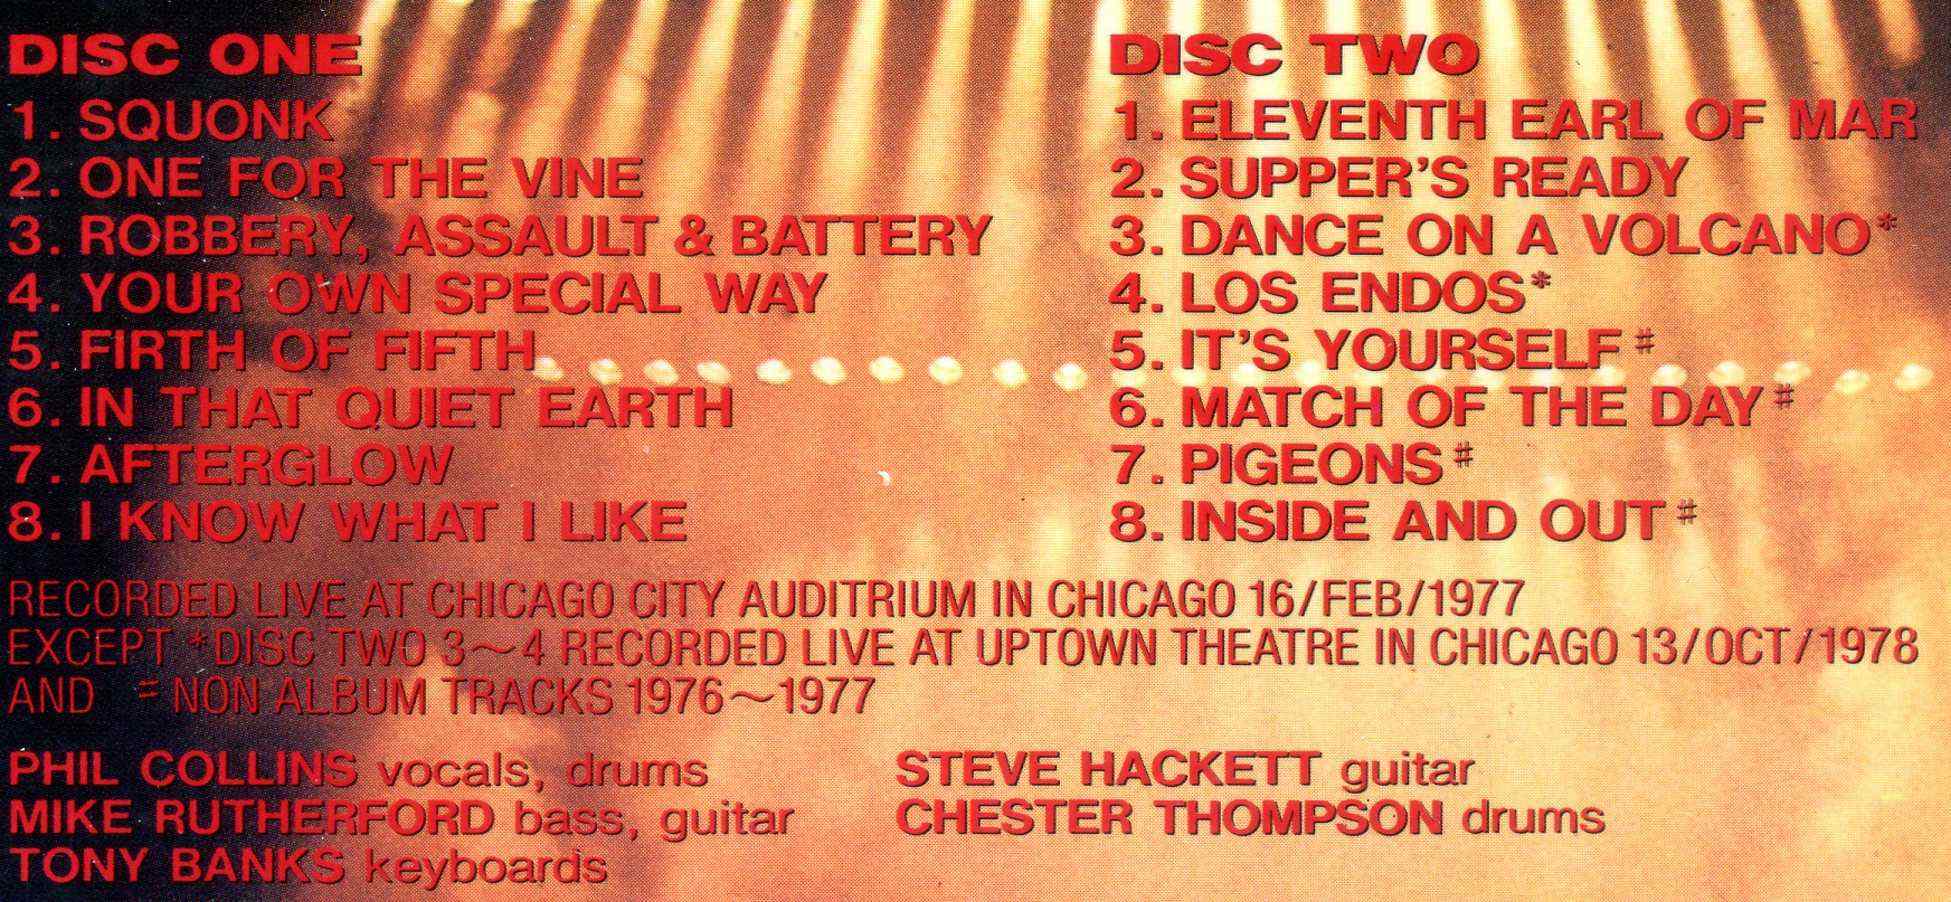 DISC ONE
1. SQUONK
2. ONE FOR THE VINE
3. ROBBERY, ASSAULT & BATTERY
4. YOUR OWN SPECIAL WAY
5. FIRTH OF FIFTH
6. IN THAT QUIET EARTH
7. AFTERGLOW
8. I KNOW WHAT I LIKE
DISC TWO
1. ELEVENTH EARL OF MAR
2. SUPPER'S READY
3. DANCE ON A VOLCANO*
4. LOS ENDOS*
5. IT'S YOURSELF#
6. MATCH OF THE DAY#
7. PIGEONS#
8. INSIDE AND OUT#
RECORDED LIVE AT CHICAGO CITY AUDITRIUM IN CHICAGO 16/FEB/1977
EXCEPT *DISC TWO 3~4 RECORDED LIVE AT UPTOWN THEATRE IN CHICAGO 13/OCT/1978
AND = NON ALBUM TRACKS 1976~1977
PHIL COLLINS vocals, drums
MIKE RUTHERFORD bass, guitar
TONY BANKS keyboards
STEVE HACKETT guitar
CHESTER THOMPSON drums